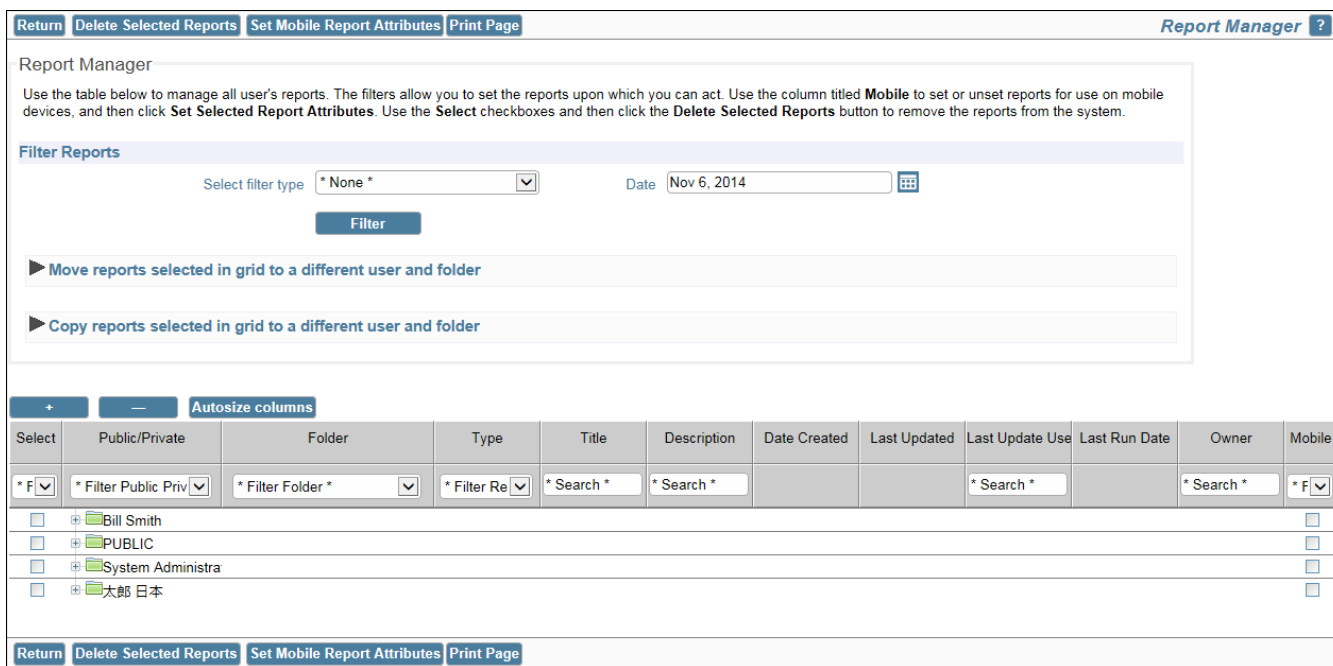 Return Delete Selected Reports Set Mobile Report Attributes Print Page Report Manager ?
Report Manager
Use the table below to manage all user's reports. The filters allow you to set the reports upon which you can act. Use the column titled Mobile to set or unset reports for use on mobile
devices, and then click Set Selected Report Attributes. Use the Select checkboxes and then click the Delete Selected Reports button to remove the reports from the system.
Filter Reports
Select filter type * None * Date Nov 6, 2014
Filter
Move reports selected in grid to a different user and folder
Copy reports selected in grid to a different user and folder
+ — Autosize columns
Select Public/Private Folder Type Title Description Date Created Last Updated Last Update Use Last Run Date Owner Mobile
* F * Filter Public Priv * Filter Folder * * Filter Re * Search * * Search * * Search * * Search * * F
Bill Smith
PUBLIC
System Administra
太郎 日本
Return Delete Selected Reports Set Mobile Report Attributes Print Page